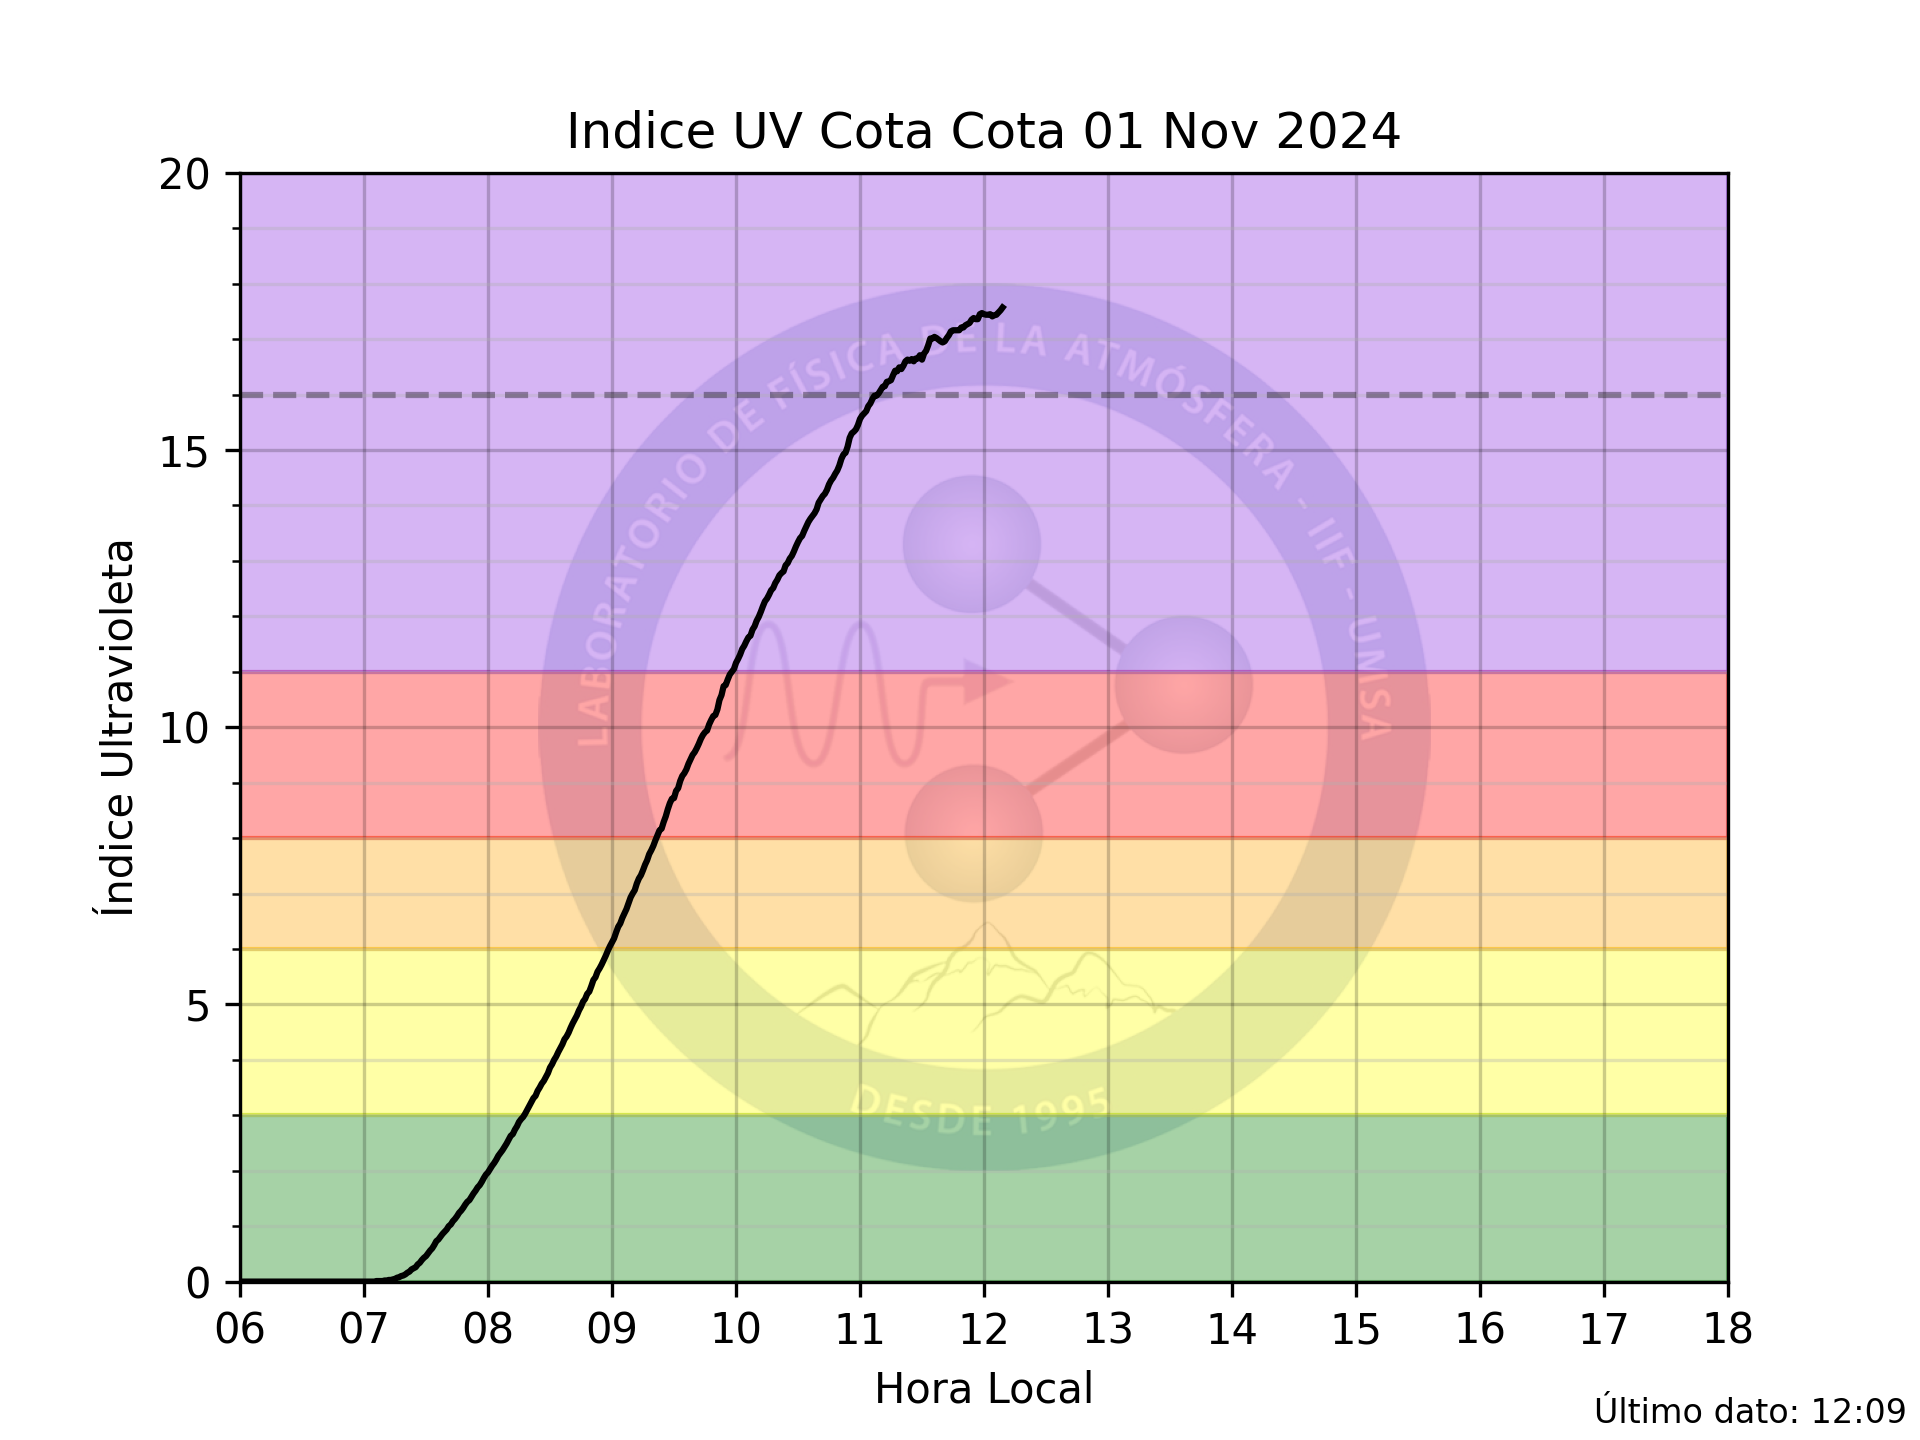 Indice UV Cota Cota 01 Nov 2024
20
15
10
5
0
Índice Ultravioleta
LABORATORIO DE FÍSICA DE LA ATMÓSFERA - IIF - UMSA
DESDE 1995
06 07 08 09 10 11 12 13 14 15 16 17 18
Hora Local
Último dato: 12:09